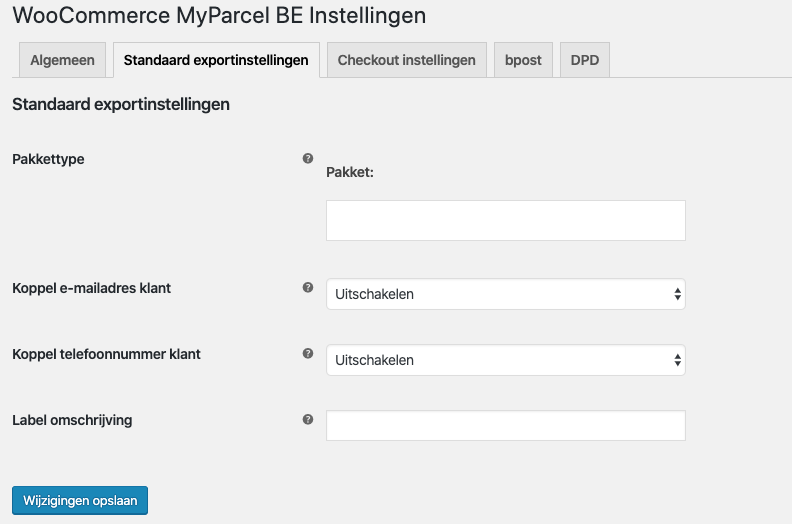 WooCommerce MyParcel BE Instellingen
Algemeen Standaard exportinstellingen Checkout instellingen bpost DPD
Standaard exportinstellingen
Pakkettype ?
Pakket:
Koppel e-mailadres klant ? Uitschakelen
Koppel telefoonnummer klant ? Uitschakelen
Label omschrijving ?
Wijzigingen opslaan